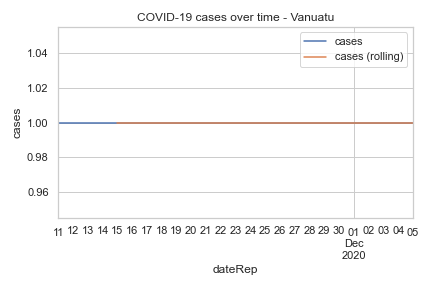 COVID-19 cases over time - Vanuatu
cases
cases (rolling)
1.04
1.02
1.00
0.98
0.96
cases
11 12 13 14 15 16 17 18 19 20 21 22 23 24 25 26 27 28 29 30 01 02 03 04 05
Dec
2020
dateRep